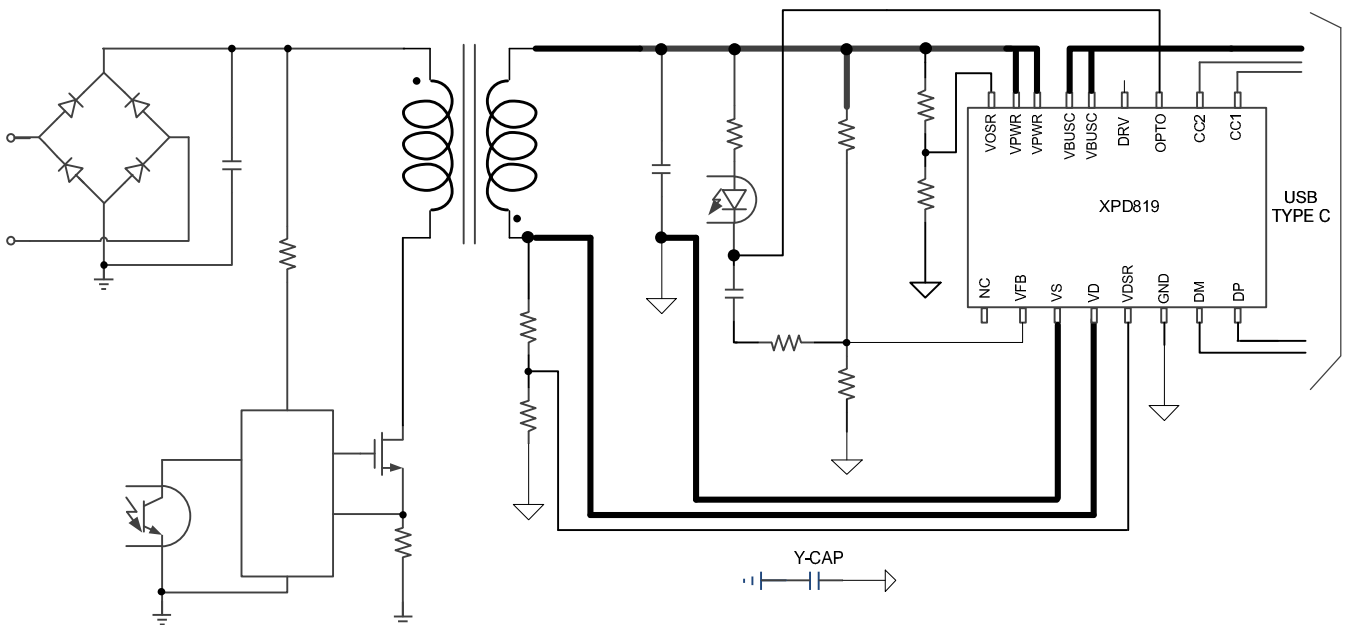 VOSR
VPWR
VPWR
VBUSC
VBUSC
DRV
OPTO
CC2
CC1
XPD819
USB
TYPE C
NC
VFB
VS
VD
VDSR
GND
DM
DP
Y-CAP